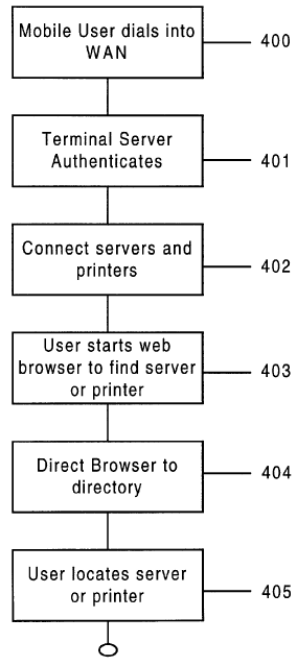 Mobile User dials into
WAN
400
Terminal Server
Authenticates
401
Connect servers and
printers
402
User starts web
browser to find server
or printer
403
Direct Browser to
directory
404
User locates server
or printer
405